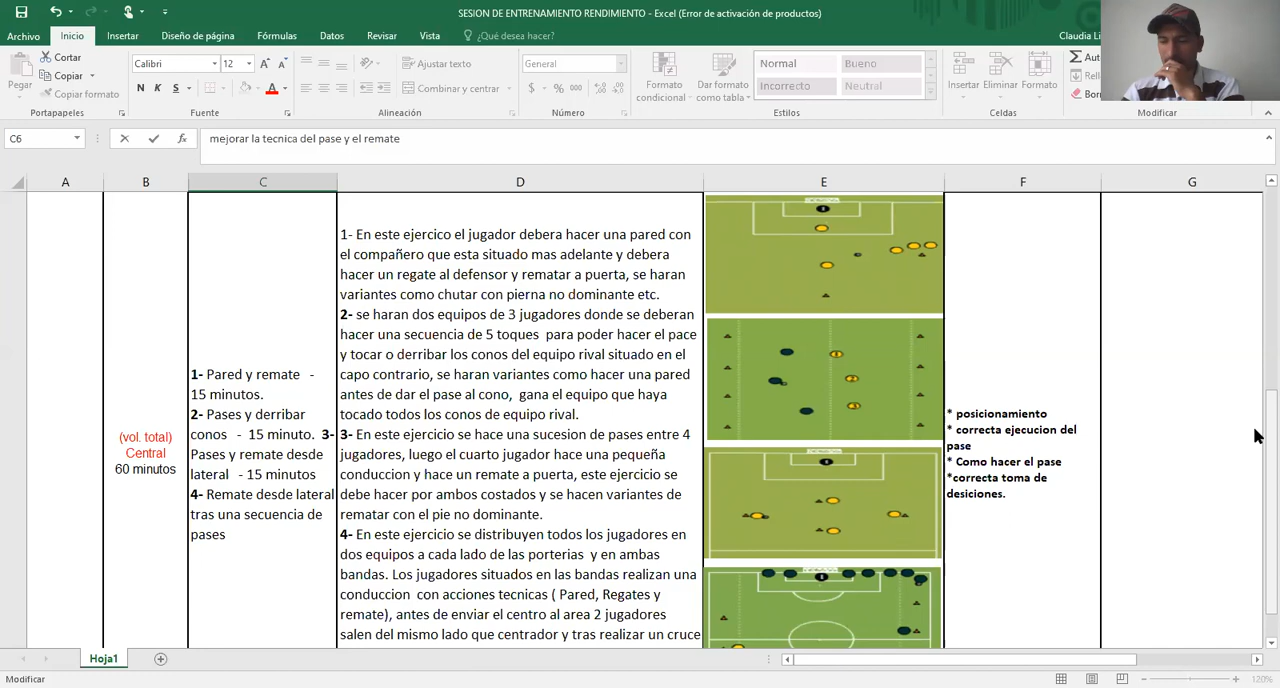 SESION DE ENTRENAMIENTO RENDIMIENTO - Excel (Error de activación de productos)
Archivo Inicio Insertar Diseño de página Fórmulas Datos Revisar Vista ¿Qué desea hacer? Claudia Li
Pegar
Cortar
Copiar
Copiar formato
Portapapeles
Calibri 12
N K S
Fuente
Ajustar texto
Combinar y centrar
Alineación
General
$ % 000
Número
Formato condicional
Dar formato como tabla
Normal Bueno
Incorrecto Neutral
Estilos
Insertar Eliminar Formato
Celdas
Aut
Rell
Bor
Modificar
C6 mejorar la tecnica del pase y el remate
A B C D E F G
(vol. total)
Central
60 minutos
1- Pared y remate -
15 minutos.
2- Pases y derribar
conos - 15 minuto. 3-
Pases y remate desde
lateral - 15 minutos
4- Remate desde lateral
tras una secuencia de
pases
1- En este ejercico el jugador debera hacer una pared con
el compañero que esta situado mas adelante y debera
hacer un regate al defensor y rematar a puerta, se haran
variantes como chutar con pierna no dominante etc.
2- se haran dos equipos de 3 jugadores donde se deberan
hacer una secuencia de 5 toques para poder hacer el pace
y tocar o derribar los conos del equipo rival situado en el
capo contrario, se haran variantes como hacer una pared
antes de dar el pase al cono, gana el equipo que haya
tocado todos los conos de equipo rival.
3- En este ejercicio se hace una sucesion de pases entre 4
jugadores, luego el cuarto jugador hace una pequeña
conduccion y hace un remate a puerta, este ejercicio se
debe hacer por ambos costados y se hacen variantes de
rematar con el pie no dominante.
4- En este ejercicio se distribuyen todos los jugadores en
dos equipos a cada lado de las porterias y en ambas
bandas. Los jugadores situados en las bandas realizan una
conduccion con acciones tecnicas ( Pared, Regates y
remate), antes de enviar el centro al area 2 jugadores
salen del mismo lado que centrador y tras realizar un cruce
* posicionamiento
* correcta ejecucion del
pase
* Como hacer el pase
*correcta toma de
desiciones.
Hoja1
Modificar
120%